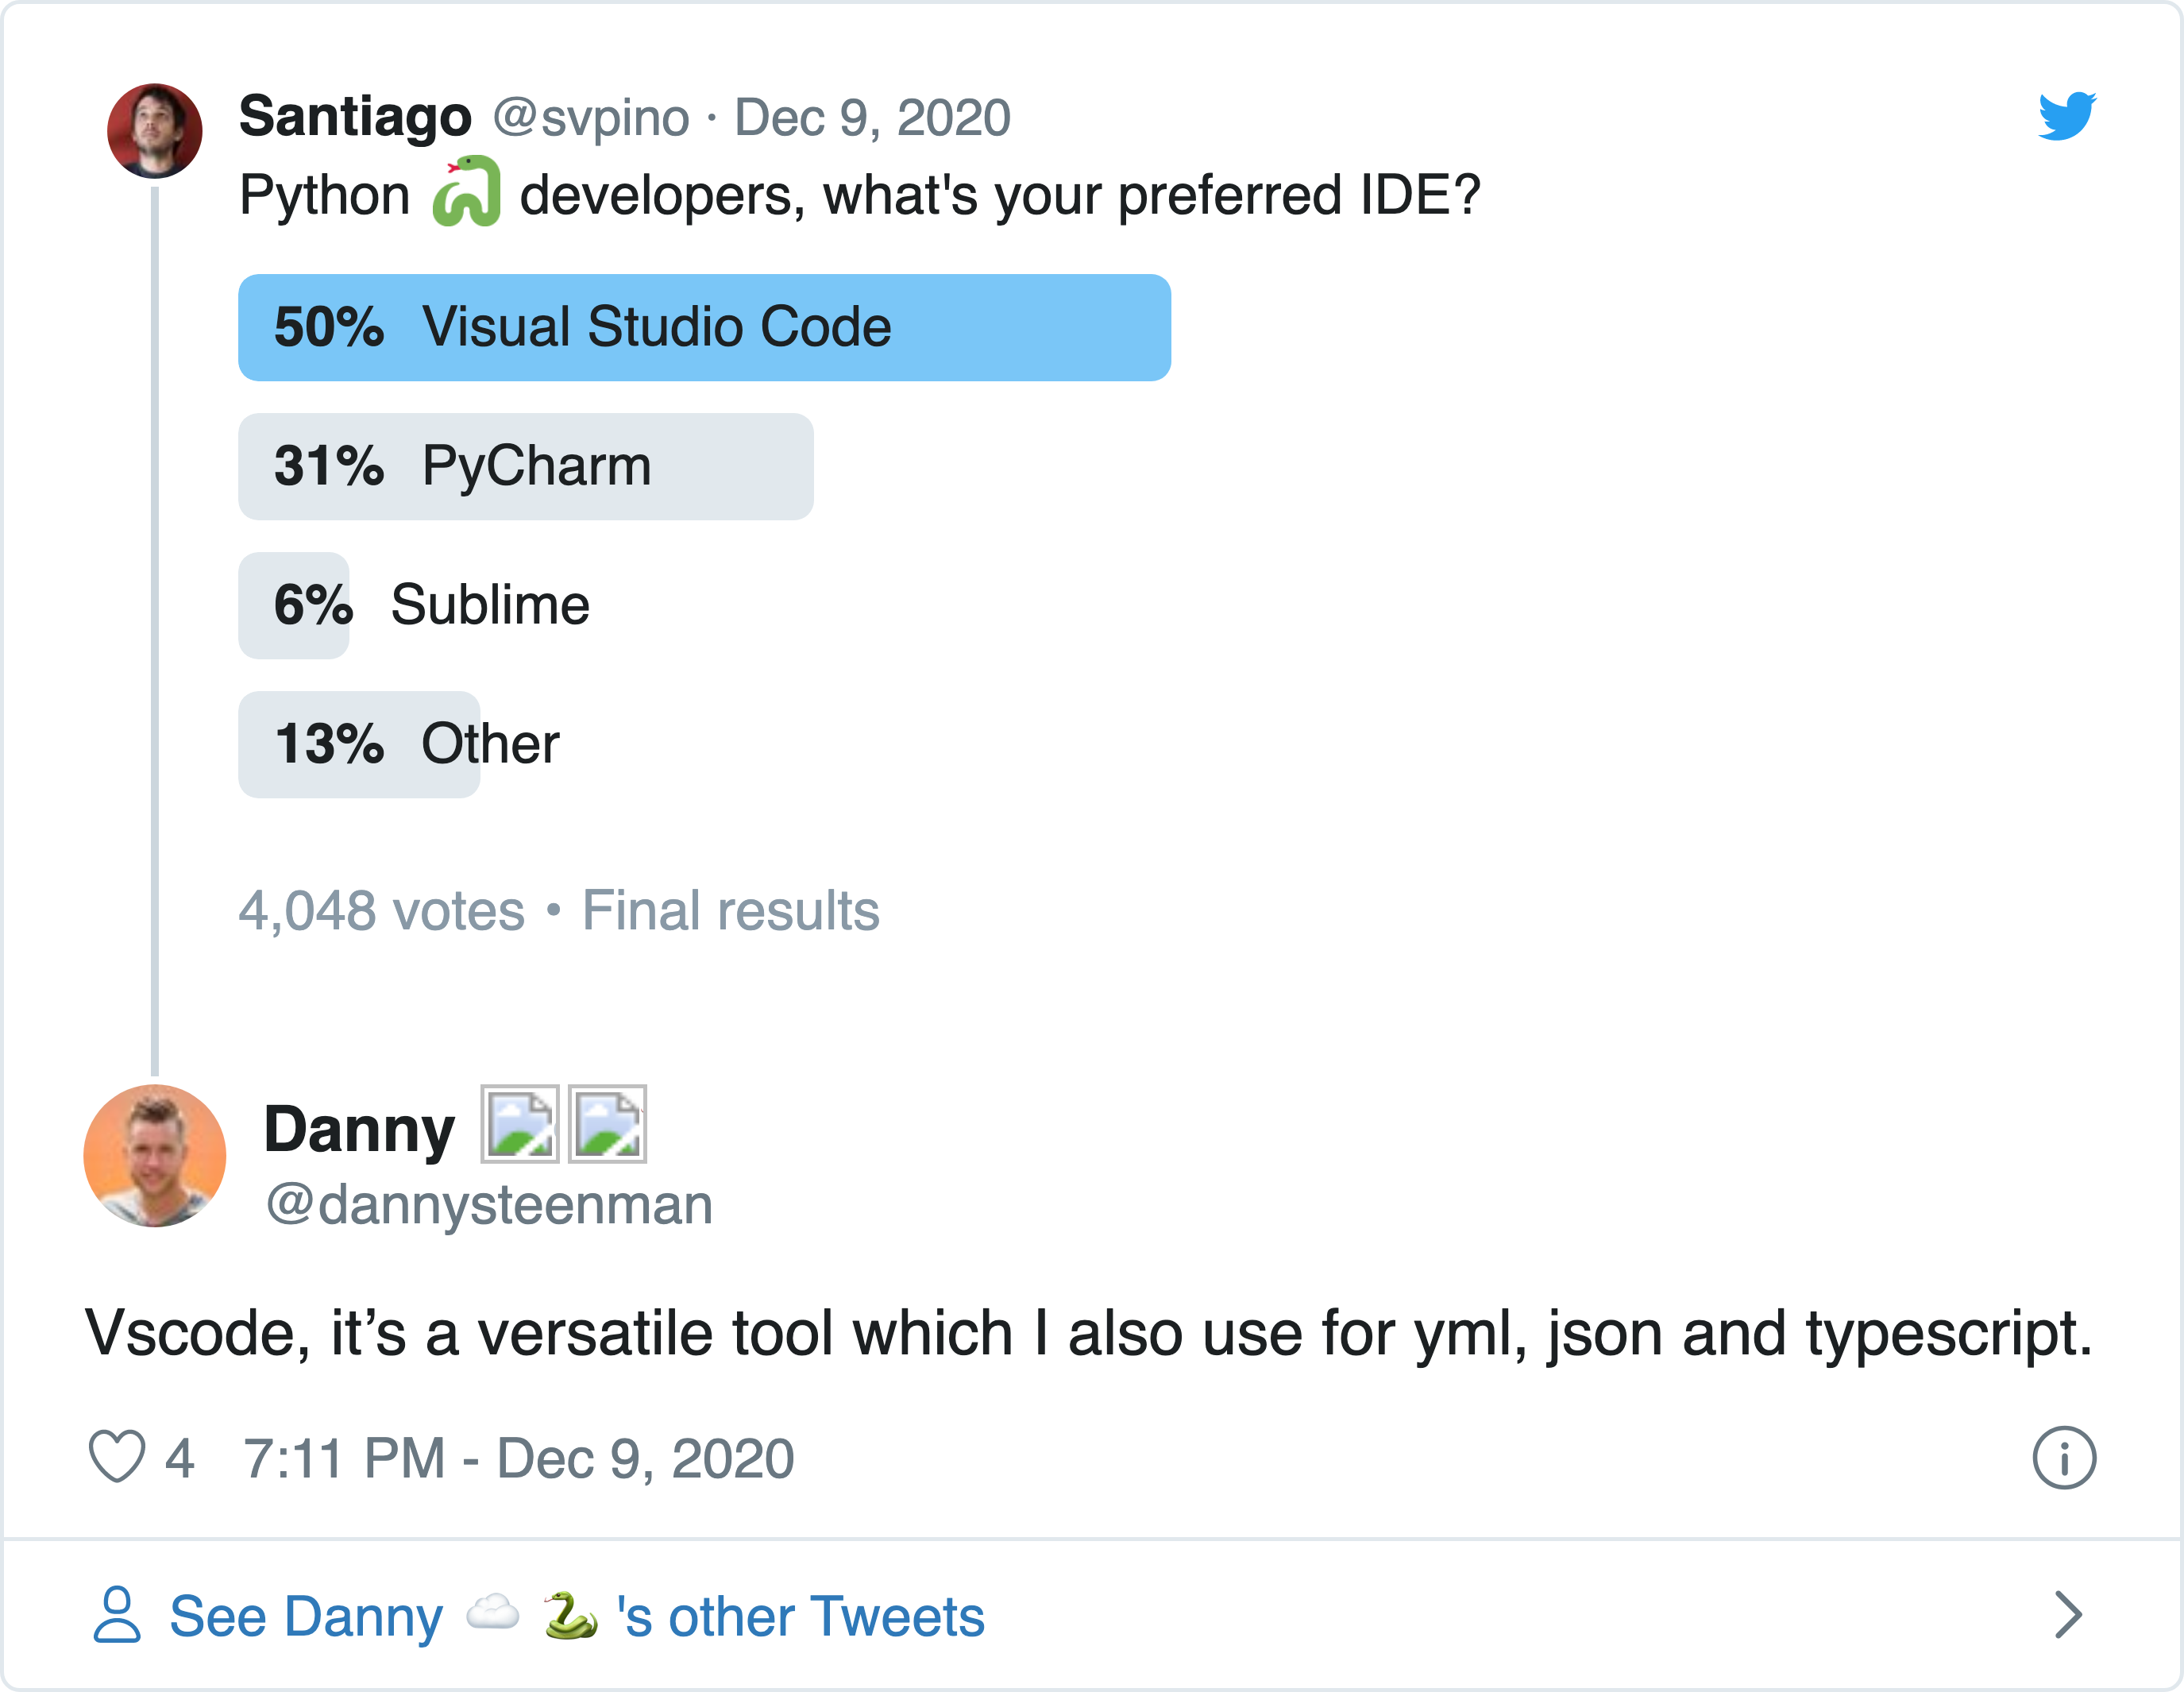 Santiago @svpino · Dec 9, 2020
Python 🐍 developers, what's your preferred IDE?
50% Visual Studio Code
31% PyCharm
6% Sublime
13% Other
4,048 votes • Final results
Danny
@dannysteenman
Vscode, it’s a versatile tool which I also use for yml, json and typescript.
4 7:11 PM - Dec 9, 2020
See Danny ☁️ 🐍 's other Tweets